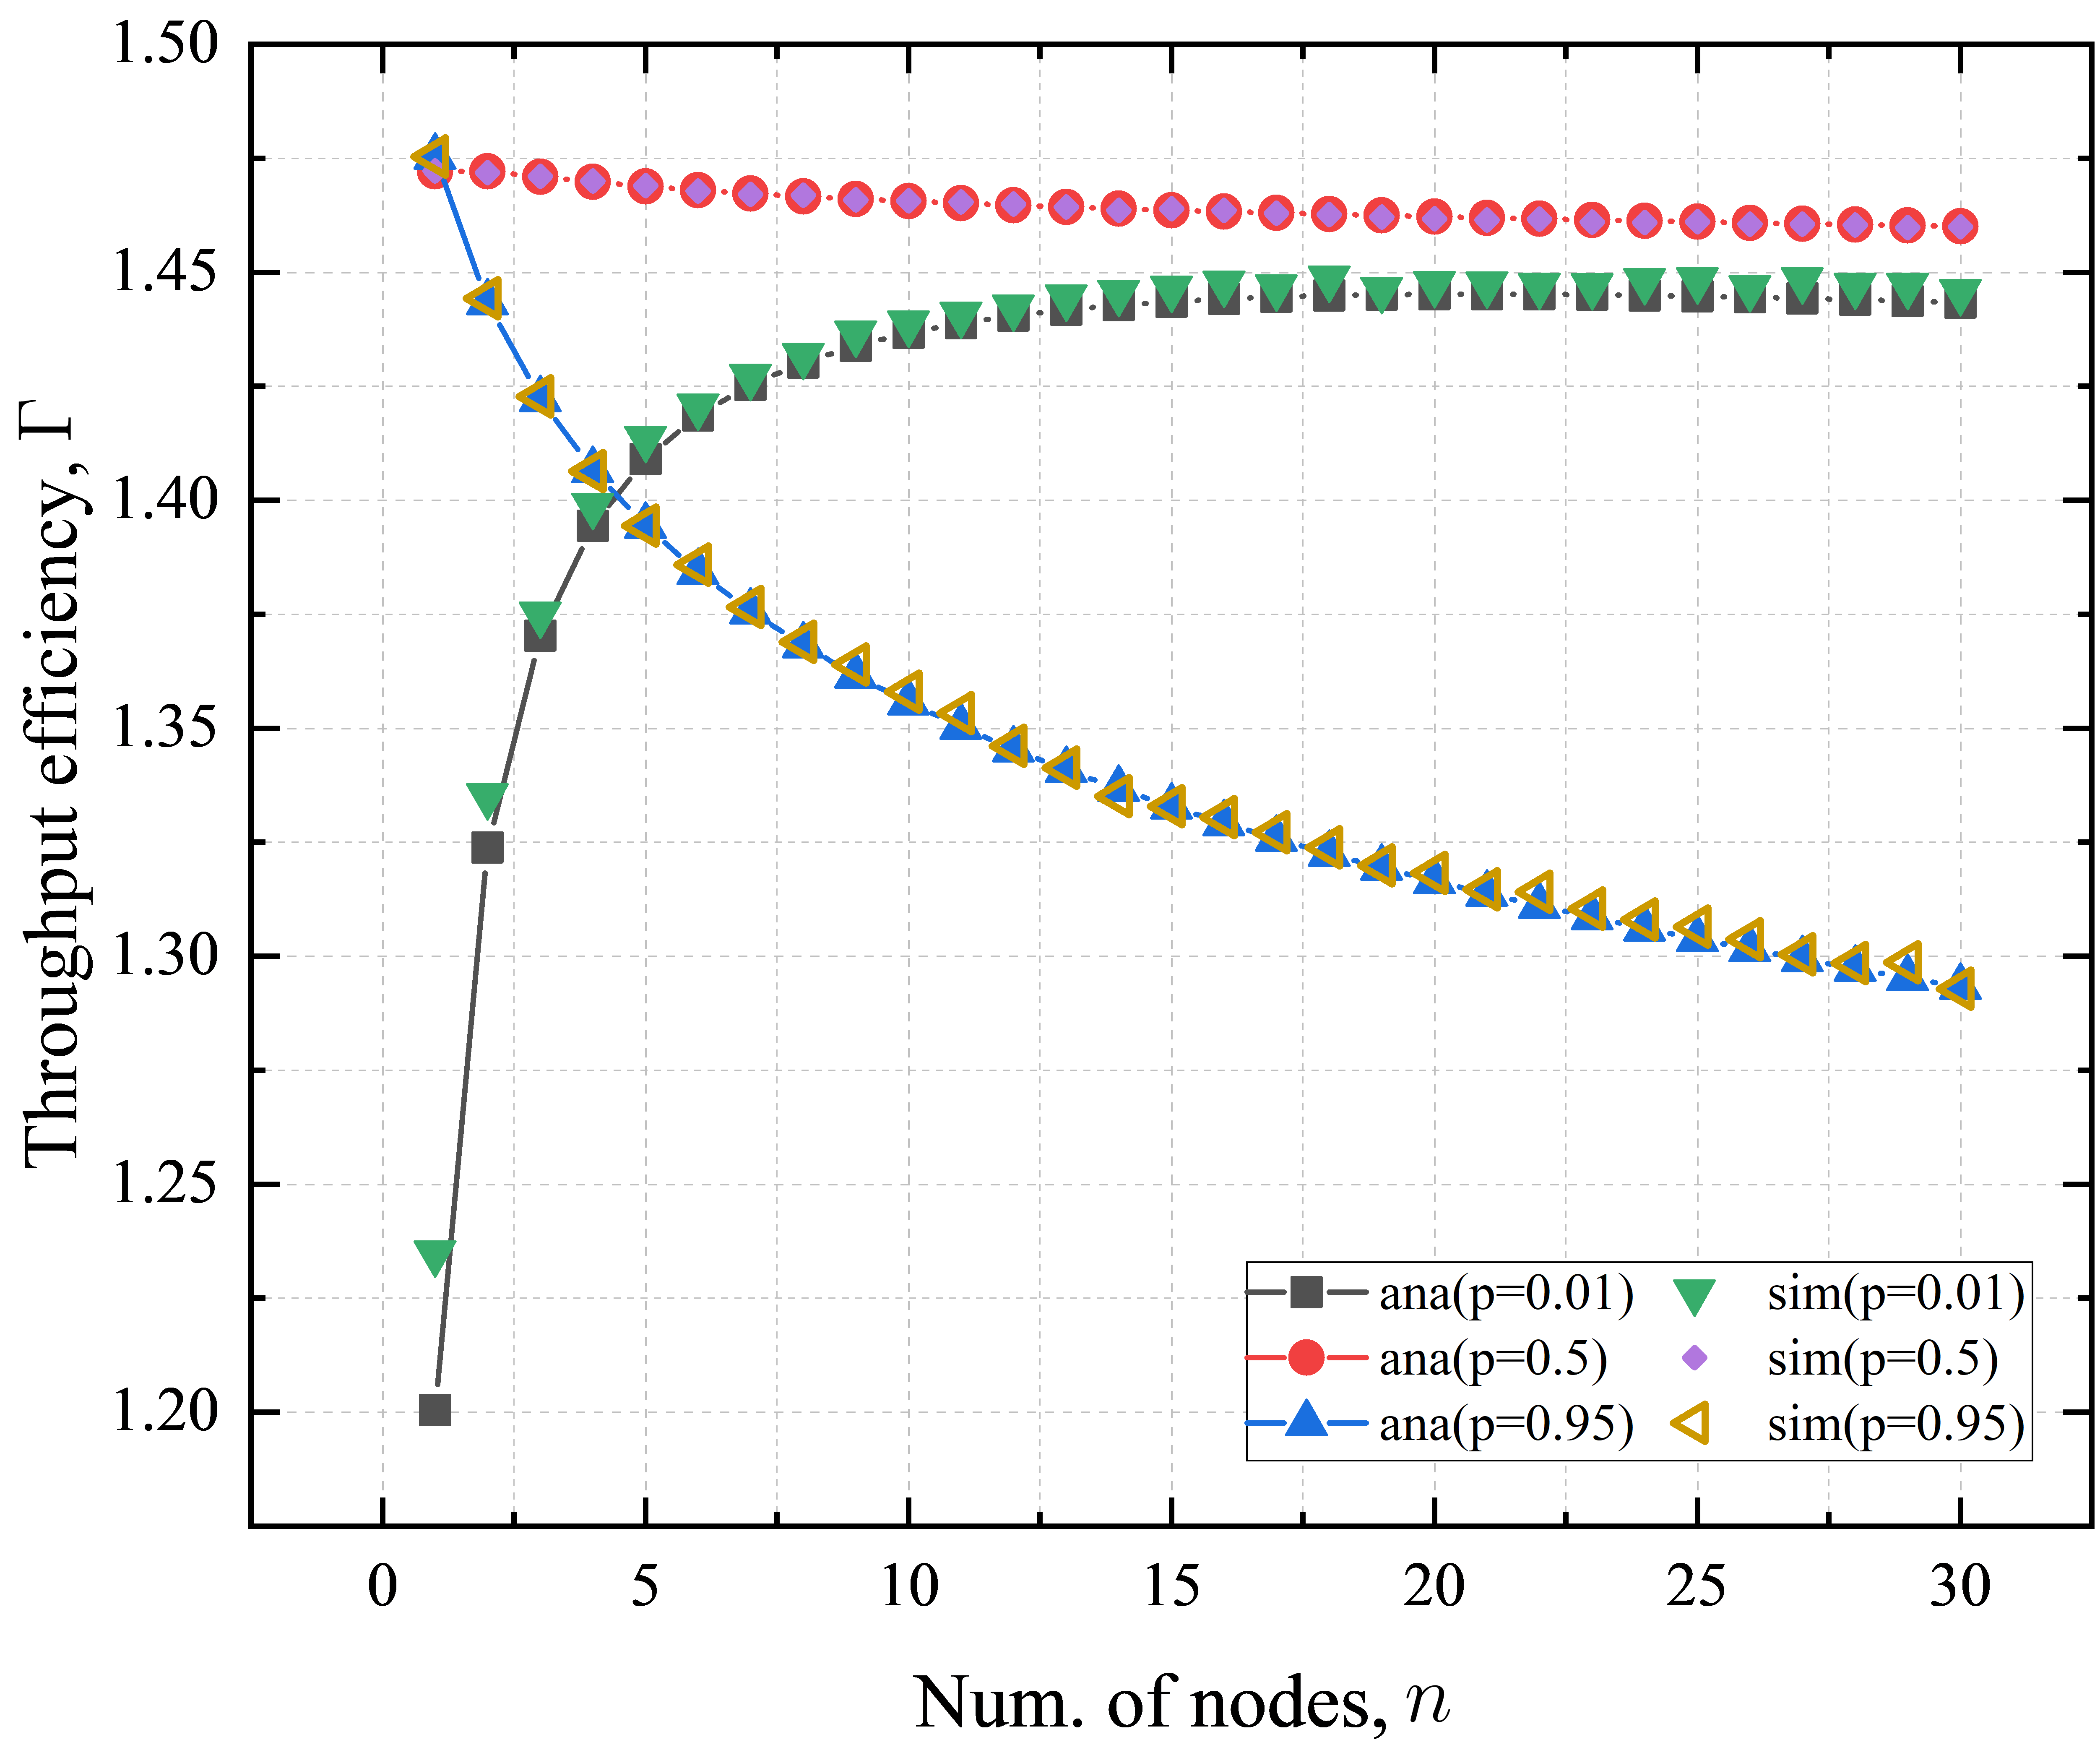 1.50
1.45
1.40
1.35
1.30
1.25
1.20
Throughput efficiency, Γ
ana(p=0.01) sim(p=0.01)
ana(p=0.5) sim(p=0.5)
ana(p=0.95) sim(p=0.95)
0 5 10 15 20 25 30
Num. of nodes, n